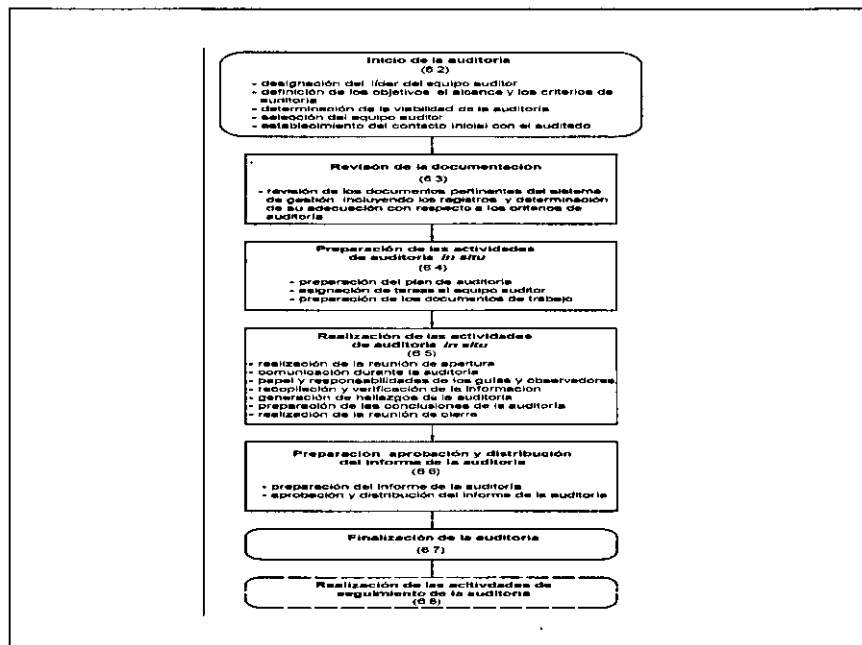 Inicio de la auditoría
(6 2)
- designación del líder del equipo auditor
- definición de los objetivos el alcance y los criterios de
auditoría
- determinación de la viabilidad de la auditoría
- selección del equipo auditor
- establecimiento del contacto inicial con el auditado
Revisón de la documentación
(6 3)
- revisión de los documentos pertinentes del sistema
de gestión incluyendo los registros y determinación
de su adecuación con respecto a los criterios de
auditoría
Preparación de las actividades
de auditoría in situ
(6 4)
- preparación del plan de auditoría
- asignación de tareas al equipo auditor
- preparación de los documentos de trabajo
Realización de las actividades
de auditoría in situ
(6 5)
- realización de la reunión de apertura
- comunicación durante la auditoría
- papel y responsabilidades de los guías y observadores
- recopilación y verificación de la información
- generación de hallazgos de la auditoría
- preparación de las conclusiones de la auditoría
- realización de la reunión de cierre
Preparación aprobación y distribución
del informe de la auditoría
(6 6)
- preparación del informe de la auditoría
- aprobación y distribución del informe de la auditoría
Finalización de la auditoría
(6 7)
Realización de las actividades de
seguimiento de la auditoría
(6 8)